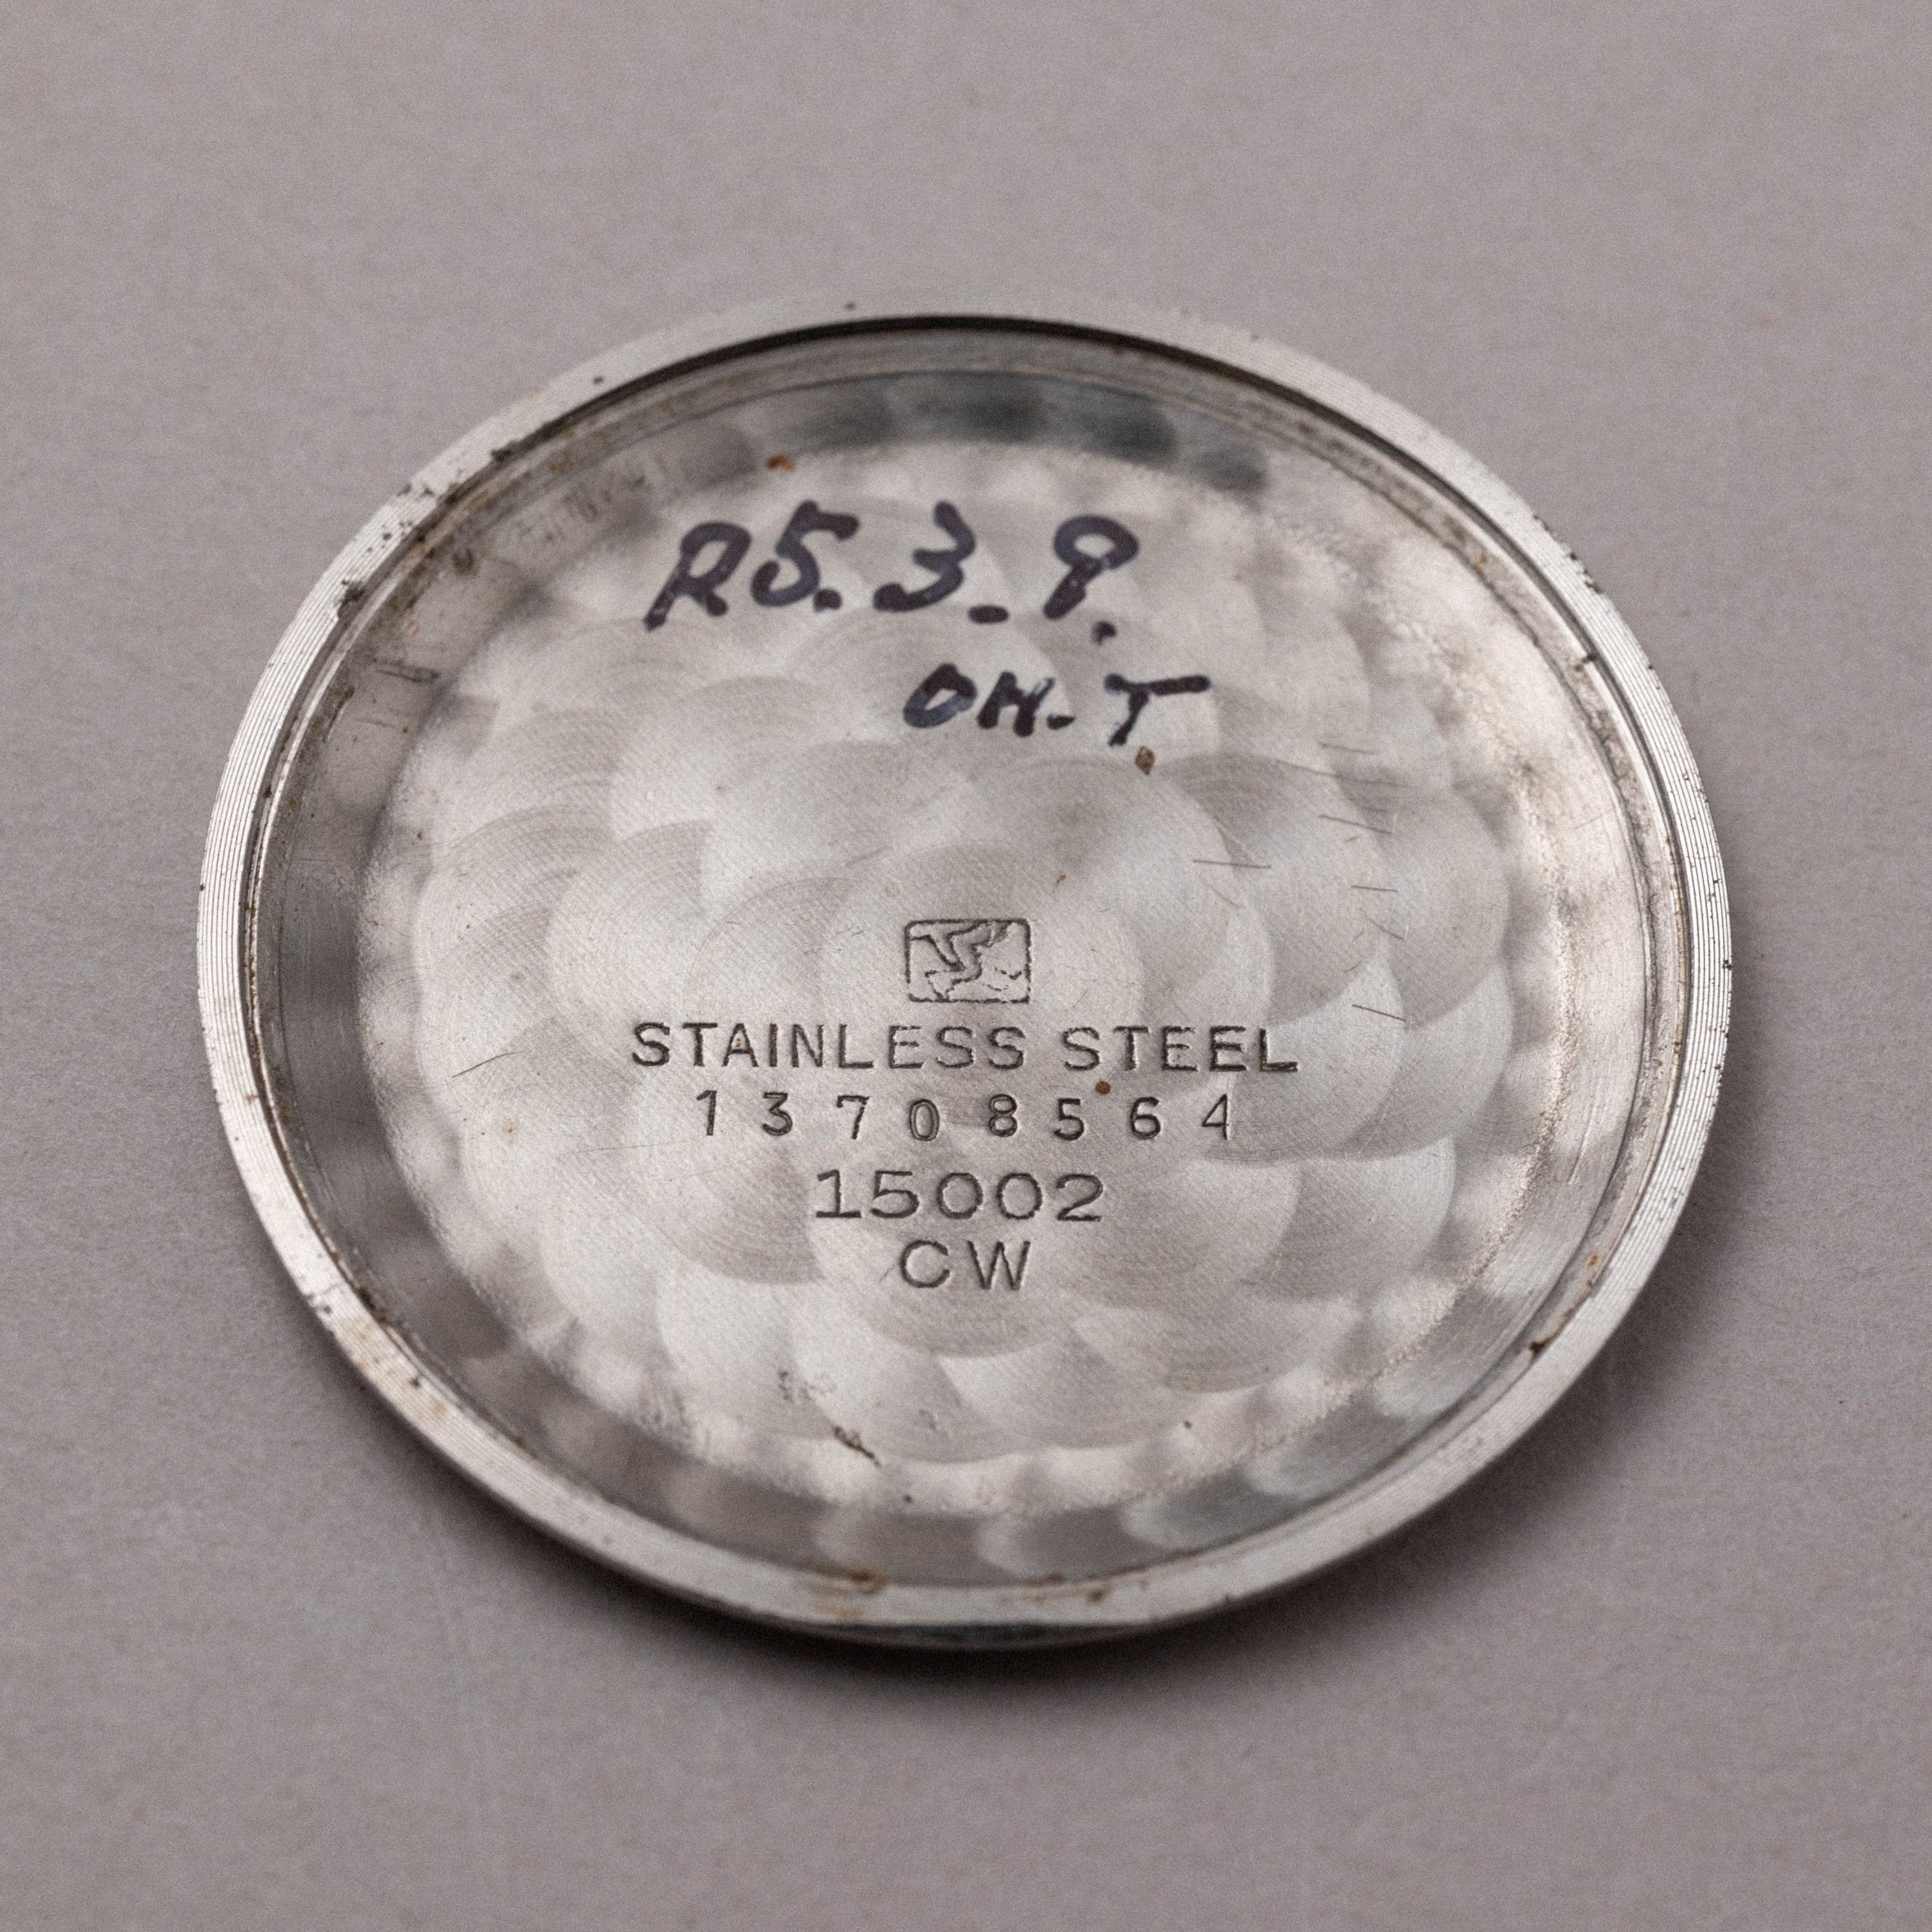 R5.3.9.
OH.T
STAINLESS STEEL
13708564
15002
CW